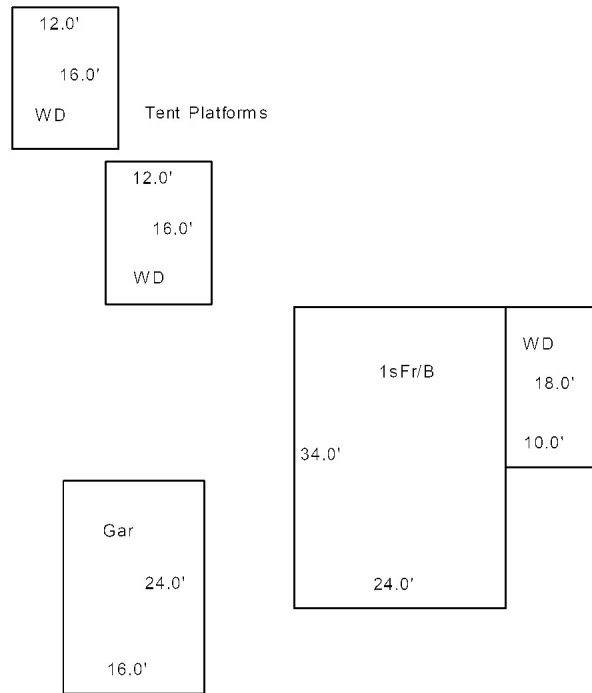 12.0'
16.0'
WD
Tent Platforms
12.0'
16.0'
WD
1sFr/B
34.0'
24.0'
WD
18.0'
10.0'
Gar
24.0'
16.0'